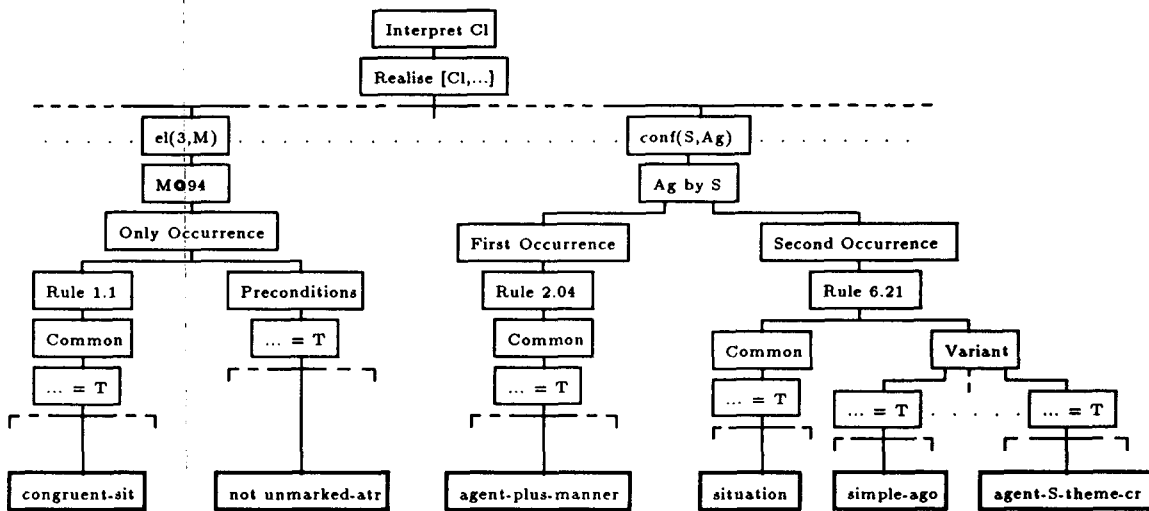 Interpret Cl
Realise [Cl,...]
el(3,M)
conf(S,Ag)
M@94
Ag by S
Only Occurrence
First Occurrence
Second Occurrence
Rule 1.1
Preconditions
Rule 2.04
Rule 6.21
Common
... = T
Common
Common
Variant
... = T
... = T
... = T
... = T
... = T
congruent-sit
not unmarked-atr
agent-plus-manner
situation
simple-ago
agent-S-theme-cr